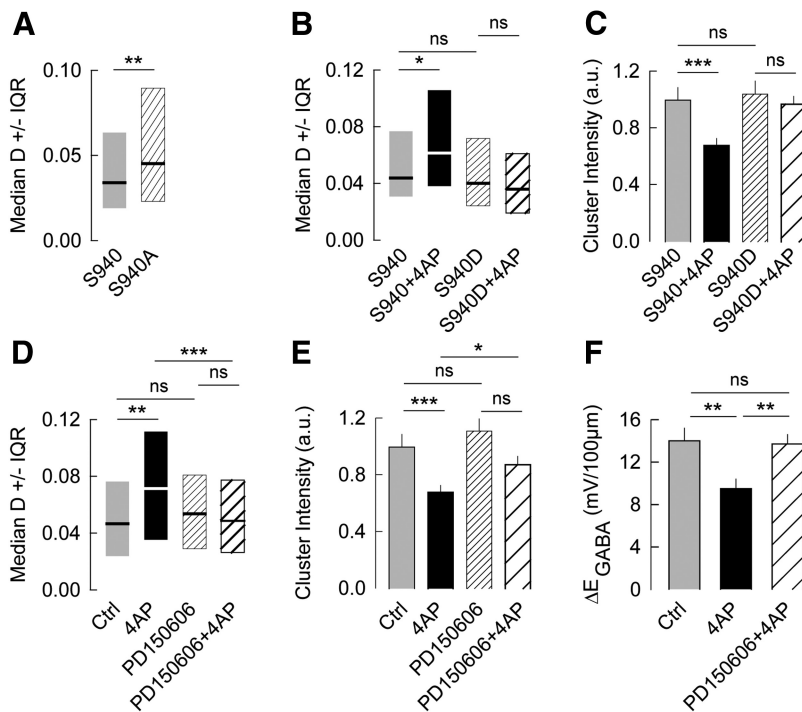 A
**
Median D +/- IQR
0.10
0.05
0.00
S940
S940A
B
ns
ns
*
Median D +/- IQR
0.12
0.08
0.04
0.00
S940
S940+4AP
S940D
S940D+4AP
C
ns
***
ns
Cluster Intensity (a.u.)
1.2
0.8
0.4
0.0
S940
S940+4AP
S940D
S940D+4AP
D
***
ns
ns
**
Median D +/- IQR
0.12
0.08
0.04
0.00
Ctrl
4AP
PD150606
PD150606+4AP
E
*
ns
***
ns
Cluster Intensity (a.u.)
1.2
0.8
0.4
0.0
Ctrl
4AP
PD150606
PD150606+4AP
F
ns
**
**
ΔE GABA (mV/100µm)
16
12
8
4
0
Ctrl
4AP
PD150606+4AP